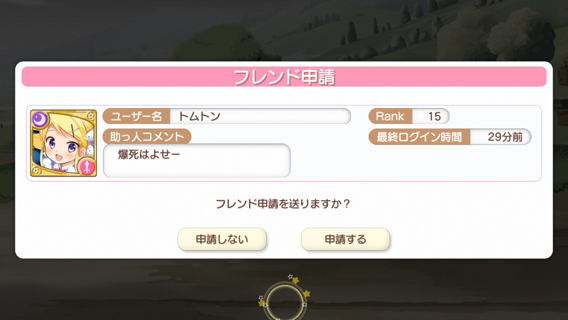 フレンド申請
ユーザー名 トムトン Rank 15
助っ人コメント 最終ログイン時間 29分前
爆死はよせー
フレンド申請を送りますか？
申請しない 申請する